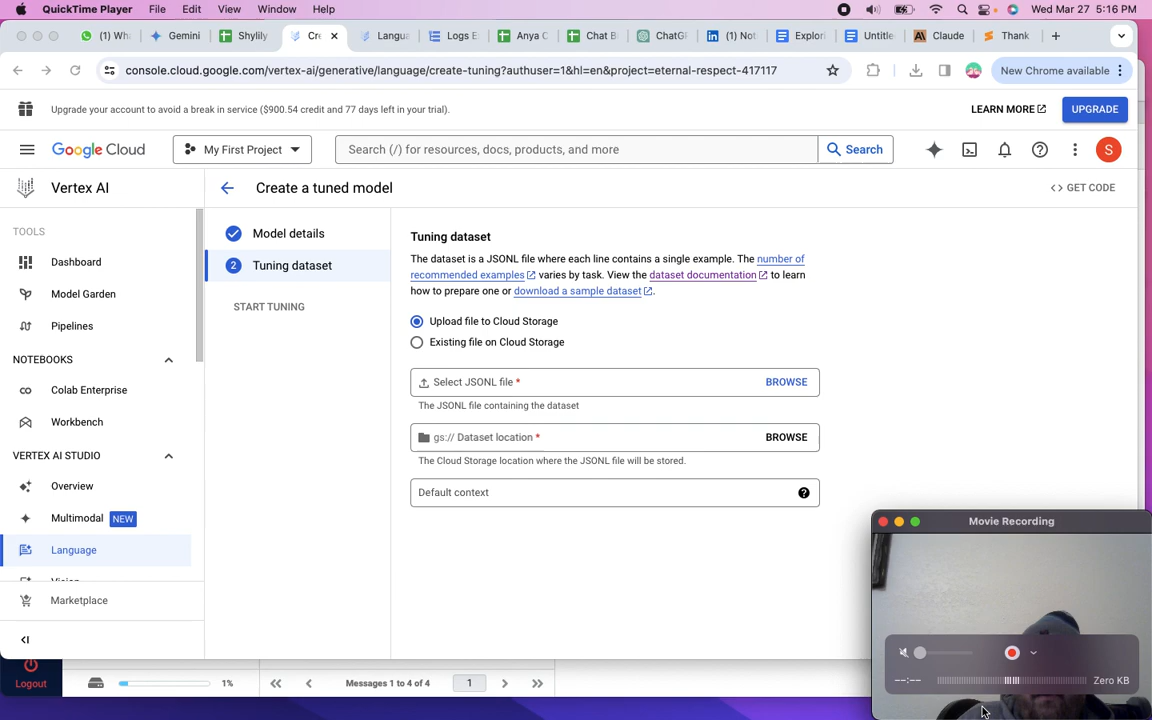 QuickTime Player File Edit View Window Help Wed Mar 27 5:16 PM
(1) Wha Gemini Shylily Cre Langua Logs E Anya C Chat B ChatGP (1) Not Explori Untitle Claude Thank
console.cloud.google.com/vertex-ai/generative/language/create-tuning?authuser=1&hl=en&project=eternal-respect-417117 New Chrome available
Upgrade your account to avoid a break in service ($900.54 credit and 77 days left in your trial). LEARN MORE UPGRADE
Google Cloud My First Project Search (/) for resources, docs, products, and more Search S
Vertex AI Create a tuned model <> GET CODE
TOOLS
Dashboard
Model Garden
Pipelines
NOTEBOOKS
Colab Enterprise
Workbench
VERTEX AI STUDIO
Overview
Multimodal NEW
Language
Vision
Marketplace
Model details
2 Tuning dataset
START TUNING
Tuning dataset
The dataset is a JSONL file where each line contains a single example. The number of
recommended examples varies by task. View the dataset documentation to learn
how to prepare one or download a sample dataset .
Upload file to Cloud Storage
Existing file on Cloud Storage
Select JSONL file * BROWSE
The JSONL file containing the dataset
gs:// Dataset location * BROWSE
The Cloud Storage location where the JSONL file will be stored.
Default context
Movie Recording
--:-- Zero KB
Logout 1% Messages 1 to 4 of 4 1